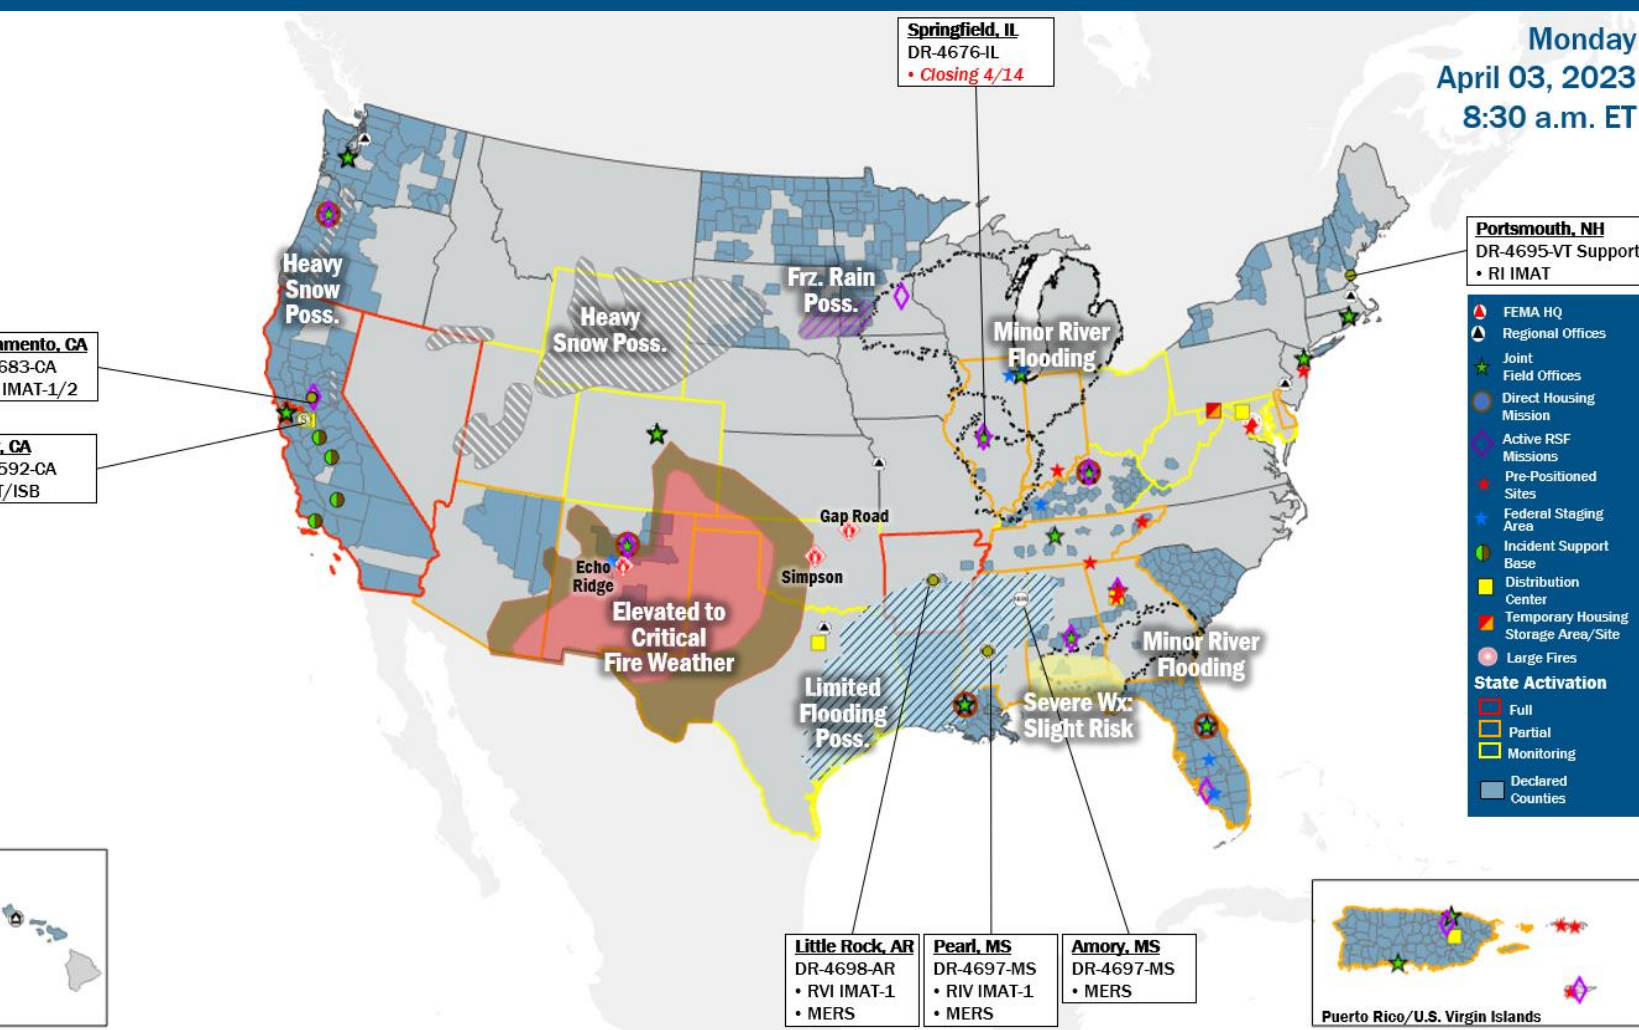 Monday
April 03, 2023
8:30 a.m. ET
Springfield, IL
DR-4676-IL
• Closing 4/14
Portsmouth, NH
DR-4695-VT Support
• RI IMAT
amento, CA
683-CA
IMAT-1/2
, CA
592-CA
T/ISB
Heavy
Snow
Poss.
Heavy
Snow Poss.
Frz. Rain
Poss.
Minor River
Flooding
Gap Road
Simpson
Echo
Ridge
Elevated to
Critical
Fire Weather
Limited
Flooding
Poss.
Severe Wx:
Slight Risk
Minor River
Flooding
FEMA HQ
Regional Offices
Joint
Field Offices
Direct Housing
Mission
Active RSF
Missions
Pre-Positioned
Sites
Federal Staging
Area
Incident Support
Base
Distribution
Center
Temporary Housing
Storage Area/Site
Large Fires
State Activation
Full
Partial
Monitoring
Declared
Counties
Little Rock, AR
DR-4698-AR
• RVI IMAT-1
• MERS
Pearl, MS
DR-4697-MS
• RIV IMAT-1
• MERS
Amory, MS
DR-4697-MS
• MERS
Puerto Rico/U.S. Virgin Islands